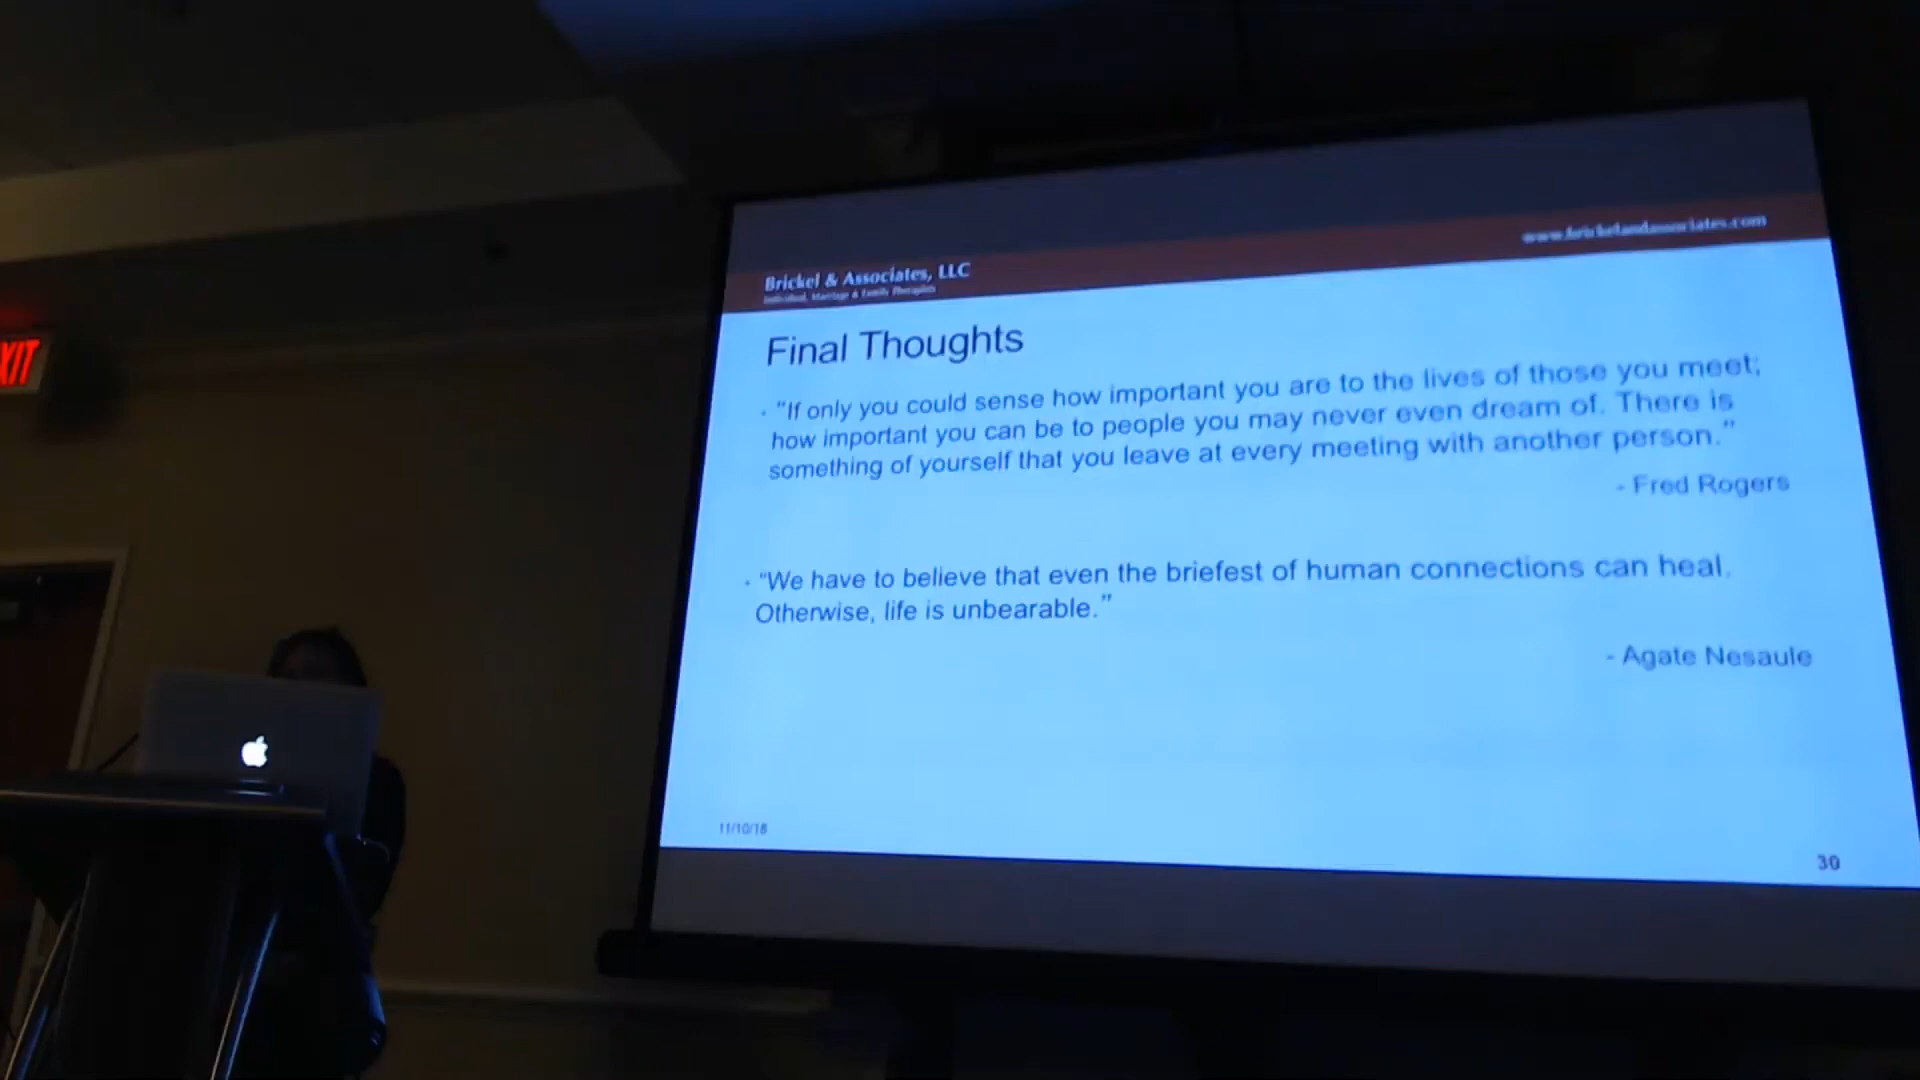 XIT
www.brickelandassociates.com
Brickel & Associates, LLC
Individual, Marriage & Family Therapists
Final Thoughts
· "If only you could sense how important you are to the lives of those you meet;
how important you can be to people you may never even dream of. There is
something of yourself that you leave at every meeting with another person."
- Fred Rogers
· "We have to believe that even the briefest of human connections can heal.
Otherwise, life is unbearable."
- Agate Nesaule
11/10/18
30